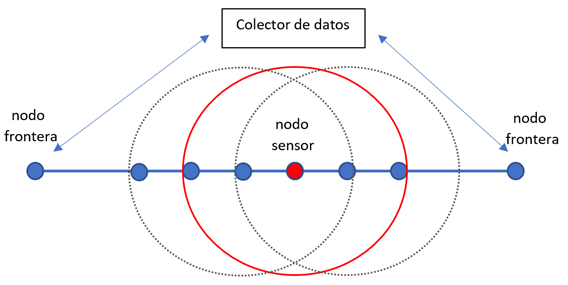 Colector de datos
nodo
frontera
nodo
sensor
nodo
frontera